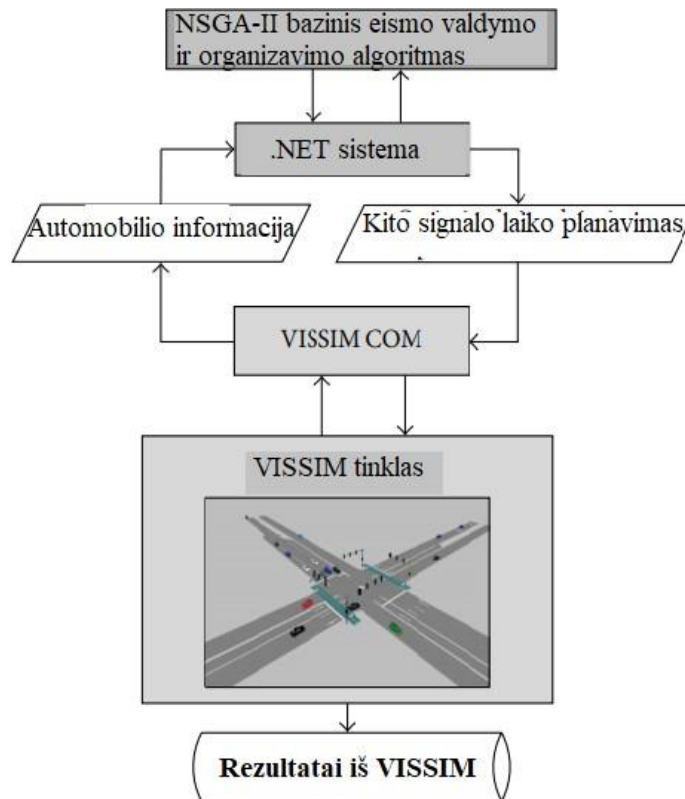 NSGA-II bazinis eismo valdymo
ir organizavimo algoritmas
.NET sistema
Automobilio informacija
Kito signalo laiko planavimas
VISSIM COM
VISSIM tinklas
Rezultatai iš VISSIM